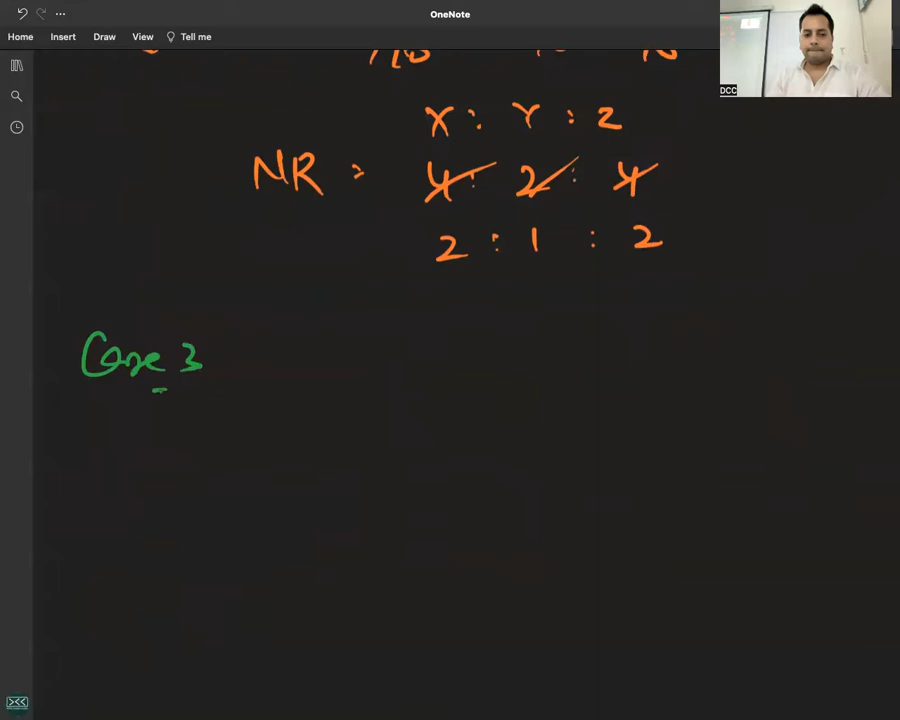 OneNote
Home Insert Draw View Tell me
DCC
X : Y : Z
NR = 4 : 2 : 4
2 : 1 : 2
Case 3